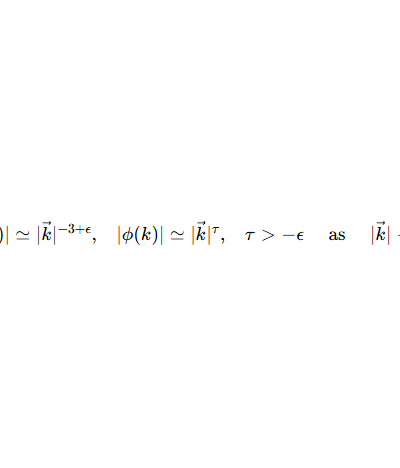 )| ≃ |k⃗|^{-3+ϵ}, |ϕ(k)| ≃ |k⃗|^τ, τ > −ϵ as |k⃗|